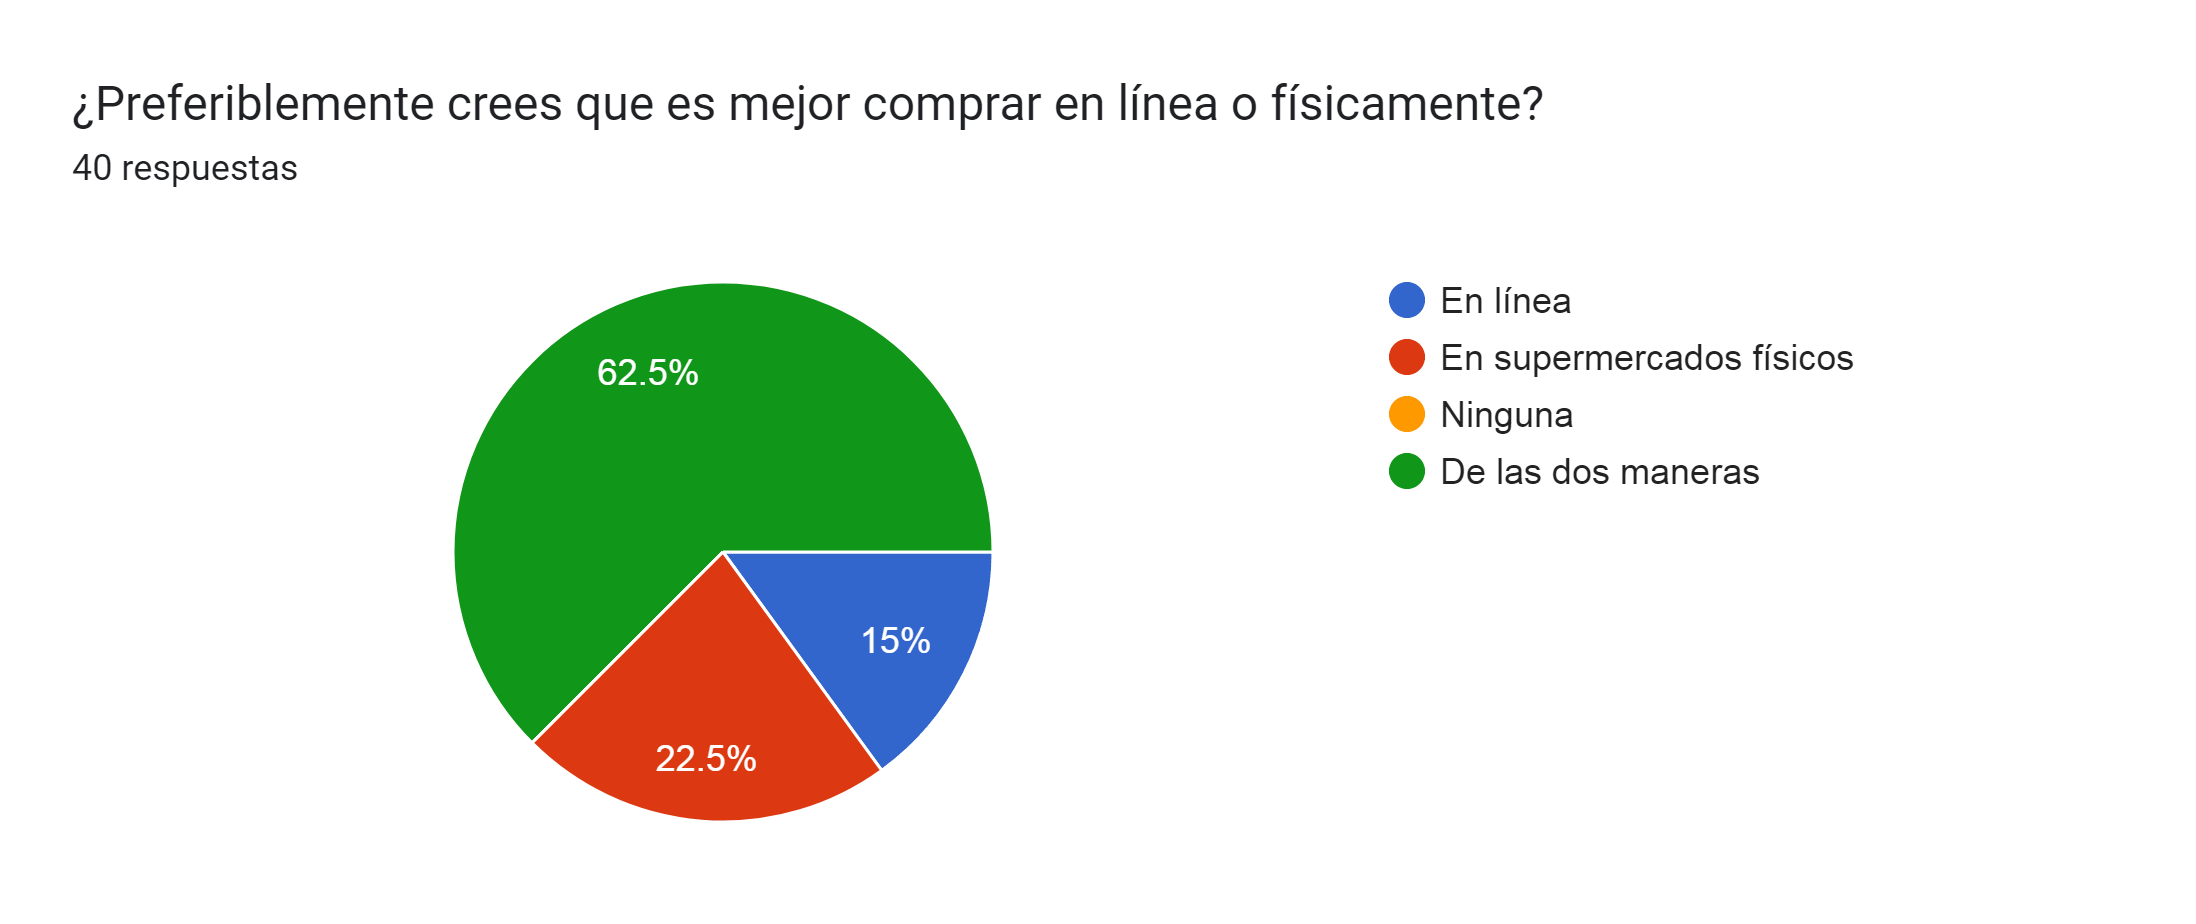 ¿Preferiblemente crees que es mejor comprar en línea o físicamente?
40 respuestas
62.5%
15%
22.5%
En línea
En supermercados físicos
Ninguna
De las dos maneras